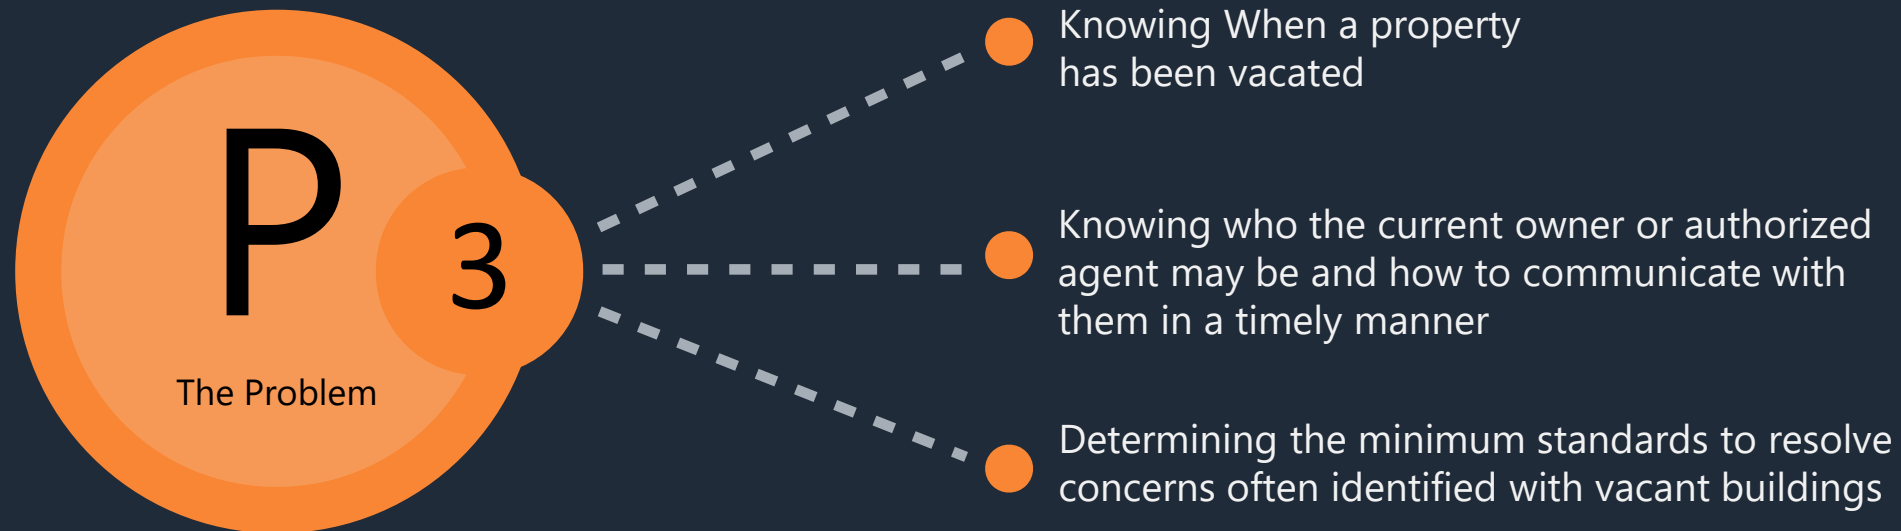 P
3
The Problem
Knowing When a property
has been vacated
Knowing who the current owner or authorized
agent may be and how to communicate with
them in a timely manner
Determining the minimum standards to resolve
concerns often identified with vacant buildings